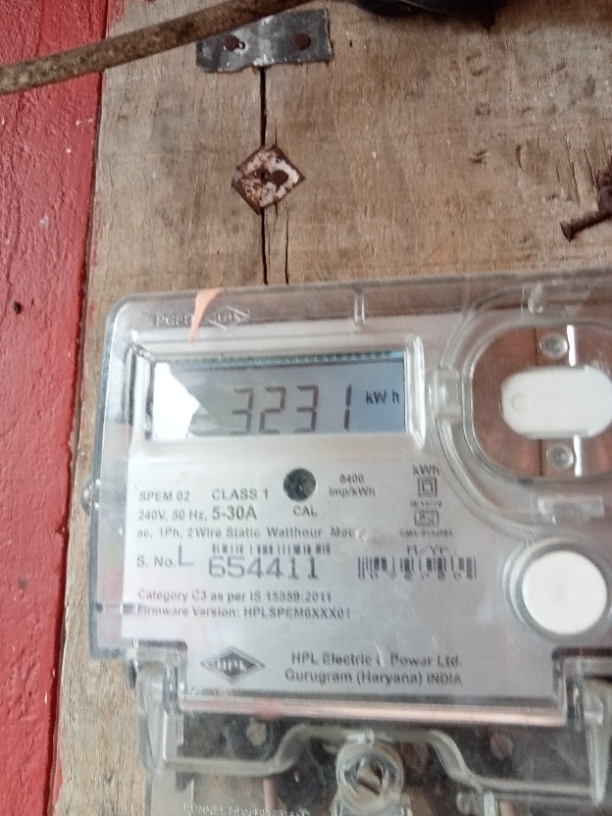 3231 kWh
SPEM 02 CLASS 1
240V, 50 Hz, 5-30A
CAL
6400
imp/kWh
kWh
ac, 1Ph, 2Wire Static Watthour
S. No. L 654411
Category C3 as per IS 15959:2011
Firmware Version:
HPL
HPL Electric & Power Ltd.
Gurugram (Haryana) INDIA